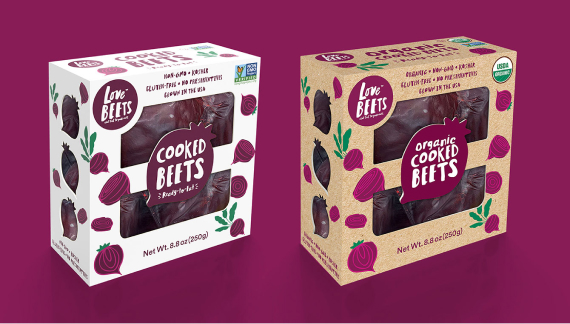 COOKED
BEETS
NON-GMO • KOSHER
GLUTEN-FREE • NO PRESERVATIVES
GROWN IN THE USA
Love
BEETS
NON
GMO
COOKED
BEETS
Ready-to-Eat
Net Wt. 8.8 oz (250g)
organic
COOKED BEETS
ORGANIC • NON-GMO • KOSHER
GLUTEN-FREE • NO PRESERVATIVES
GROWN IN THE USA
Love
BEETS
USDA
ORGANIC
organic
COOKED
BEETS
Net Wt. 8.8 oz (250g)